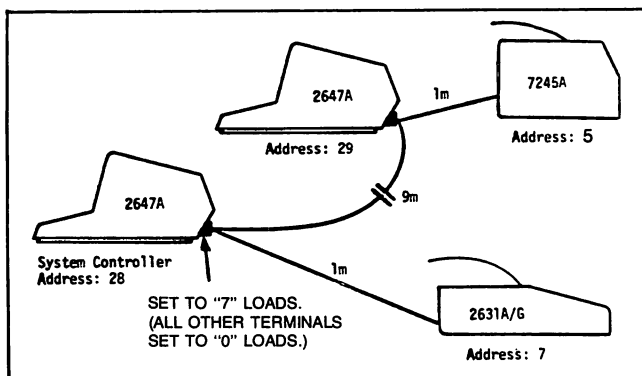 2647A
Address: 29
1m
7245A
Address: 5
9m
2647A
System Controller
Address: 28
SET TO "7" LOADS.
(ALL OTHER TERMINALS
SET TO "0" LOADS.)
1m
2631A/G
Address: 7